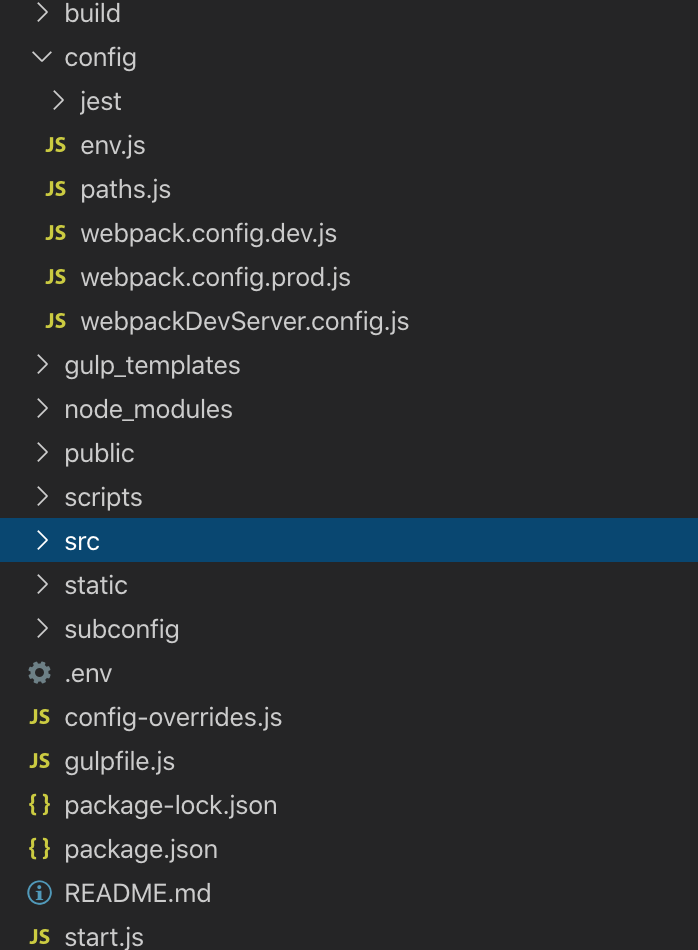 build
config
jest
JS env.js
JS paths.js
JS webpack.config.dev.js
JS webpack.config.prod.js
JS webpackDevServer.config.js
gulp_templates
node_modules
public
scripts
src
static
subconfig
.env
JS config-overrides.js
JS gulpfile.js
{} package-lock.json
{} package.json
README.md
JS start.js